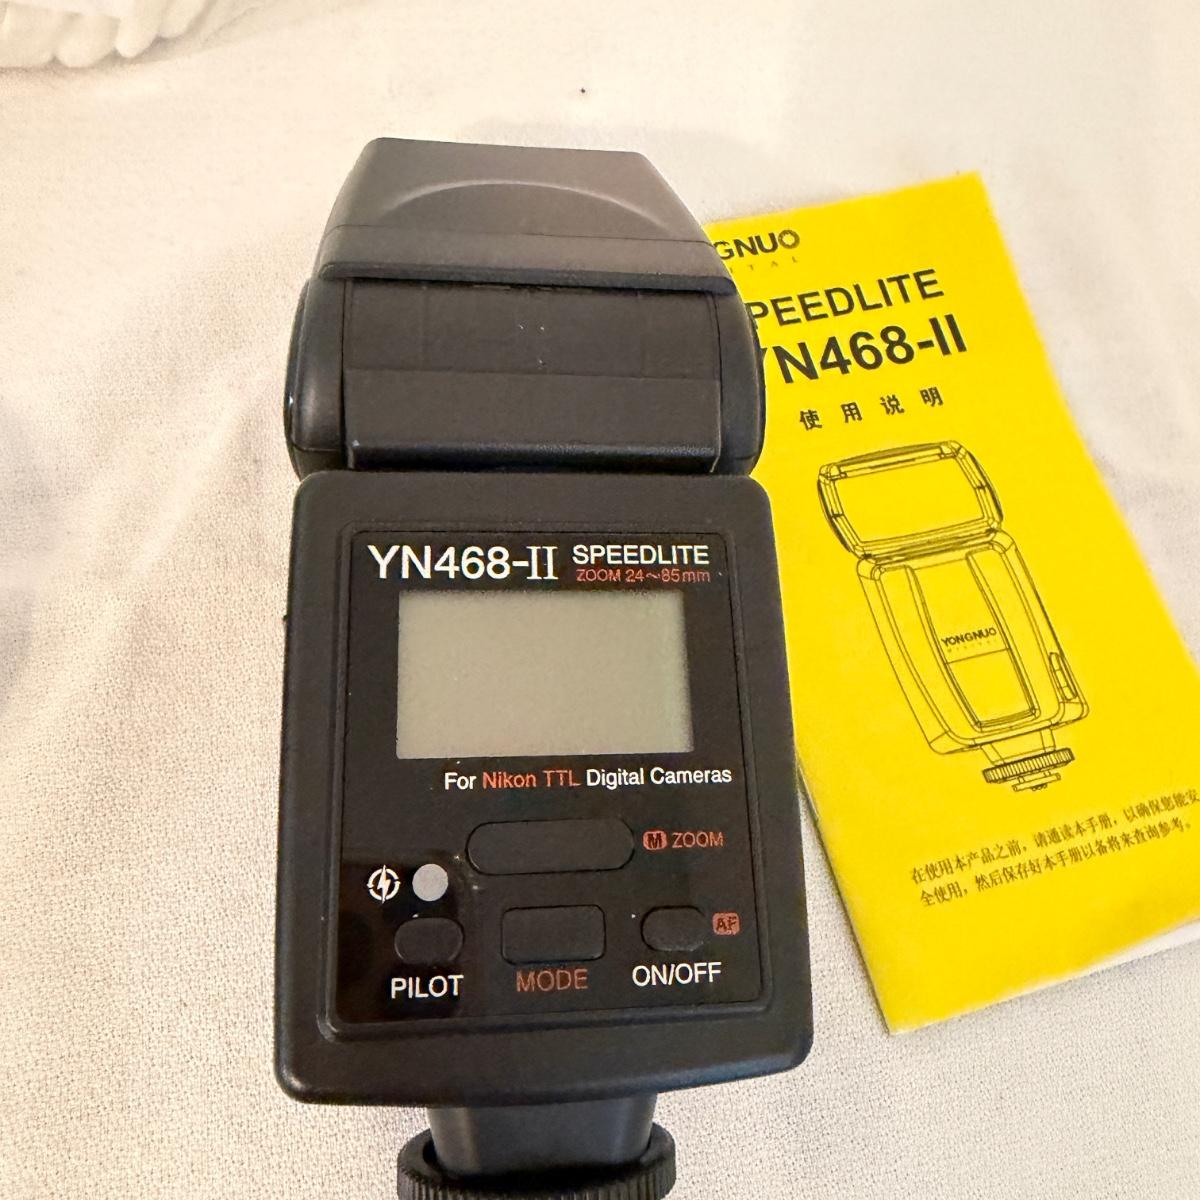 YN468-II SPEEDLITE
ZOOM 24~85mm
For Nikon TTL Digital Cameras
M ZOOM
AF
PILOT
MODE
ON/OFF
GNUO
ITAL
PEEDLITE
YN468-II
使用说明
YONGNUO
DIGITAL
在使用本产品之前，请通读本手册，以确保您能安
全使用，然后保存好本手册以备将来查询参考。